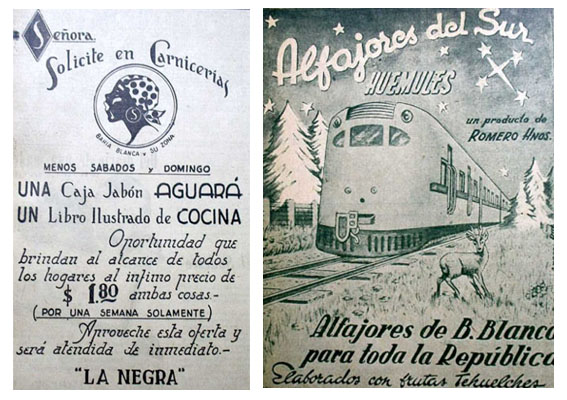 Señora.
Solicite en Carnicerías
S
BAHIA BLANCA Y SU ZONA
MENOS SABADOS y DOMINGO
UNA Caja Jabón AGUARÁ
UN Libro Ilustrado de COCINA
Oportunidad que
brindan al alcance de todos
los hogares al infimo precio de
$ 1.80 ambas cosas.-
(POR UNA SEMANA SOLAMENTE)
Aproveche esta oferta y
será atendida de inmediato.-
"LA NEGRA"
Alfajores del Sur
HUEMULES
un producto de
ROMERO HNOS.
Alfajores de B. Blanca
para toda la República
Elaborados con frutas Tehuelches